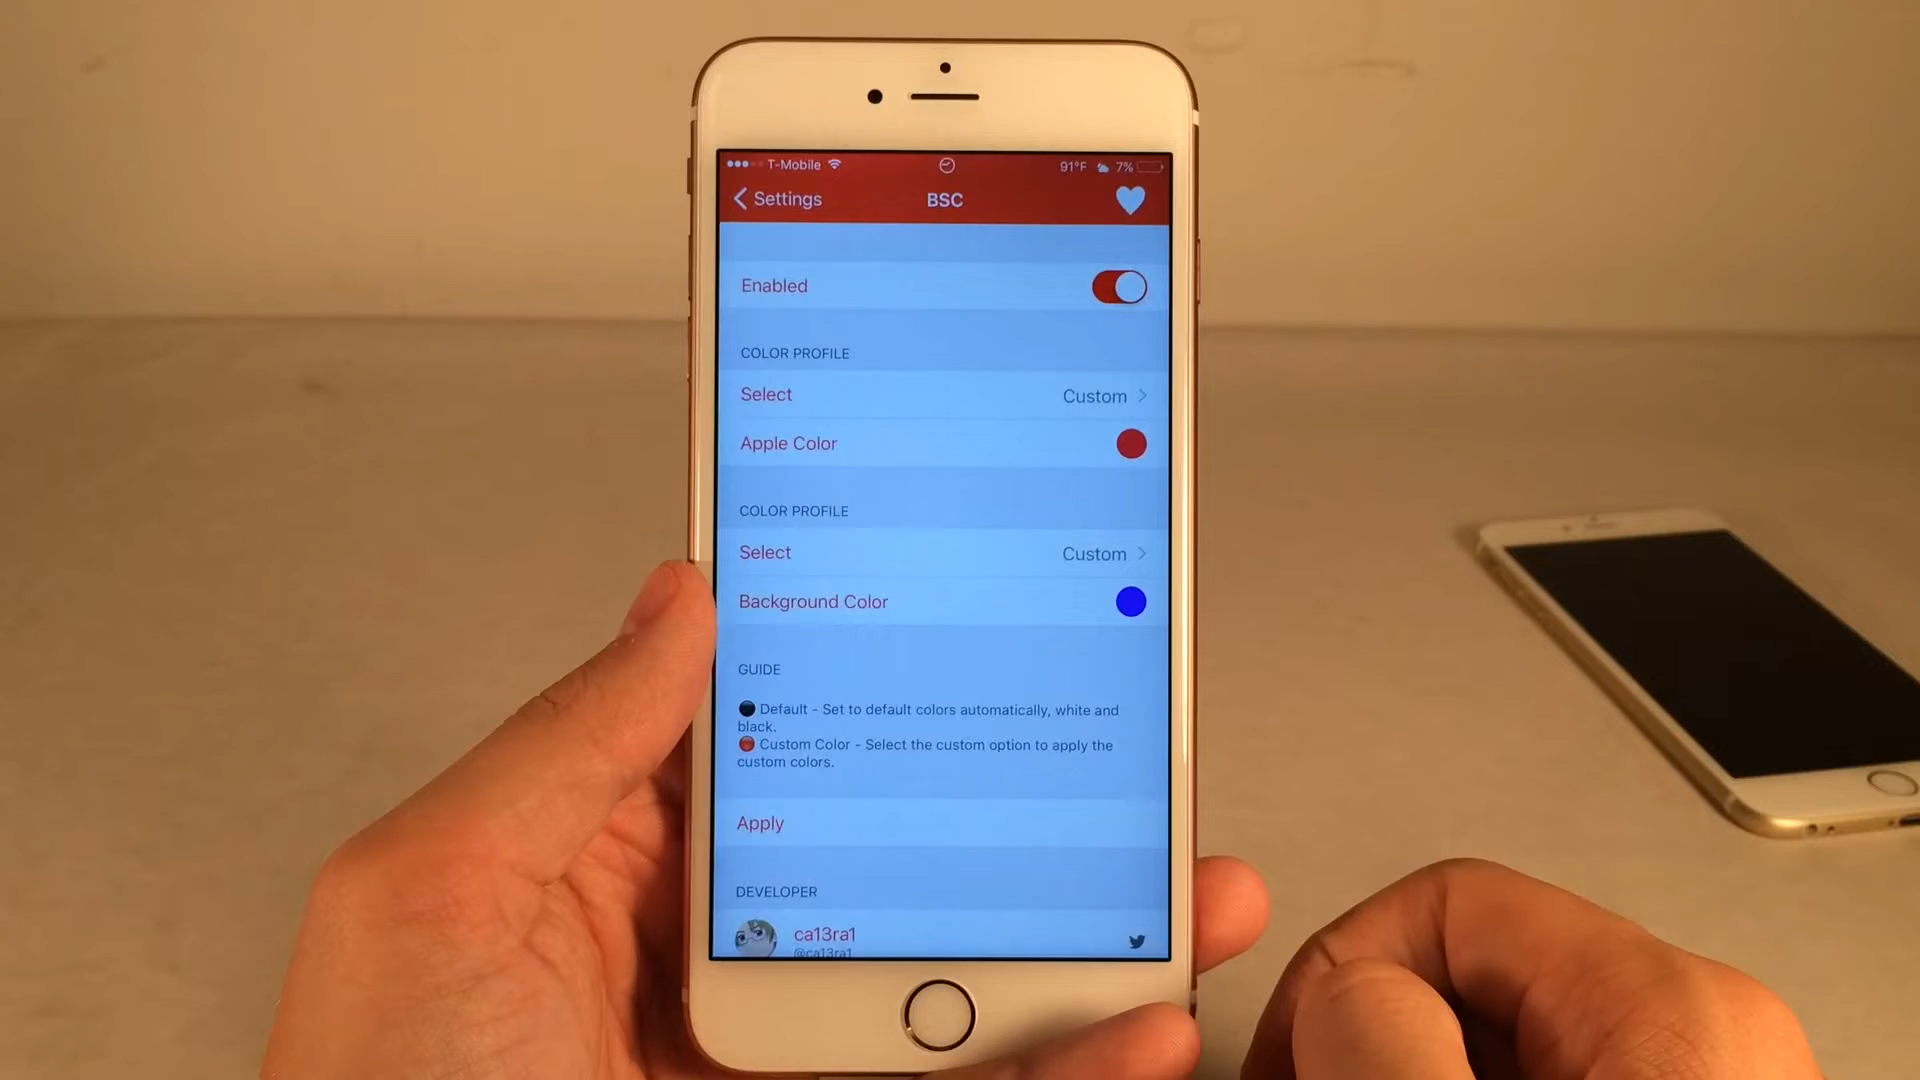 T-Mobile 91°F 7%
Settings BSC
Enabled
COLOR PROFILE
Select Custom
Apple Color
COLOR PROFILE
Select Custom
Background Color
GUIDE
Default - Set to default colors automatically, white and
black.
Custom Color - Select the custom option to apply the
custom colors.
Apply
DEVELOPER
ca13ra1
@ca13ra1